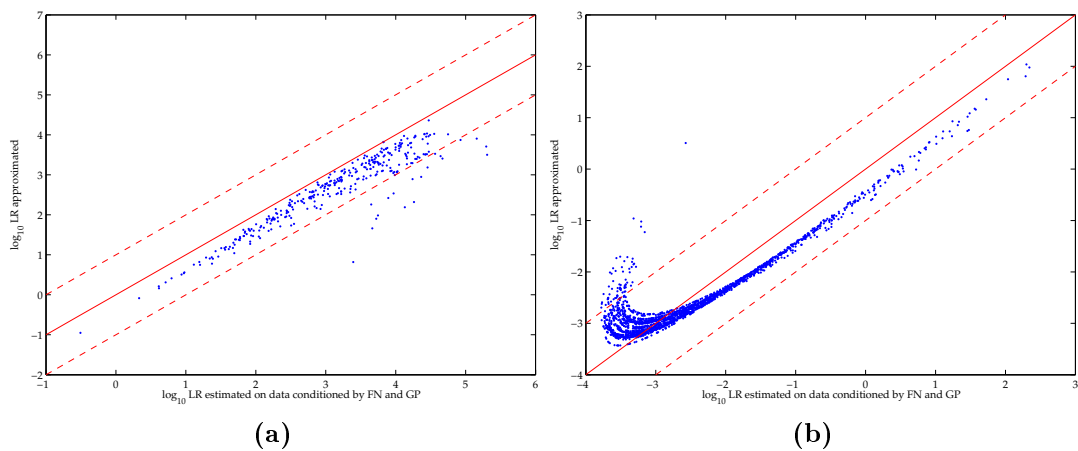 7
6
5
4
3
2
1
0
−1
−2
log10 LR approximated
−1 0 1 2 3 4 5 6
log10 LR estimated on data conditioned by FN and GP
(a)
3
2
1
0
−1
−2
−3
−4
log10 LR approximated
−4 −3 −2 −1 0 1 2 3
log10 LR estimated on data conditioned by FN and GP
(b)